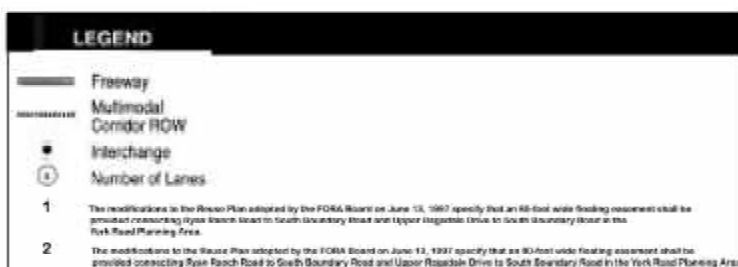 LEGEND
Freeway
Multimodal
Corridor ROW
Interchange
Number of Lanes
1 The modifications to the Reuse Plan adopted by the FORA Board on June 13, 1997 specify that an 80-foot wide floating easement shall be
provided connecting Ryan Ranch Road to South Boundary Road and Upper Ragsdale Drive to South Boundary Road in the
York Road Planning Area.
2 The modifications to the Reuse Plan adopted by the FORA Board on June 13, 1997 specify that an 80-foot wide floating easement shall be
provided connecting Ryan Ranch Road to South Boundary Road and Upper Ragsdale Drive to South Boundary Road in the York Road Planning Area